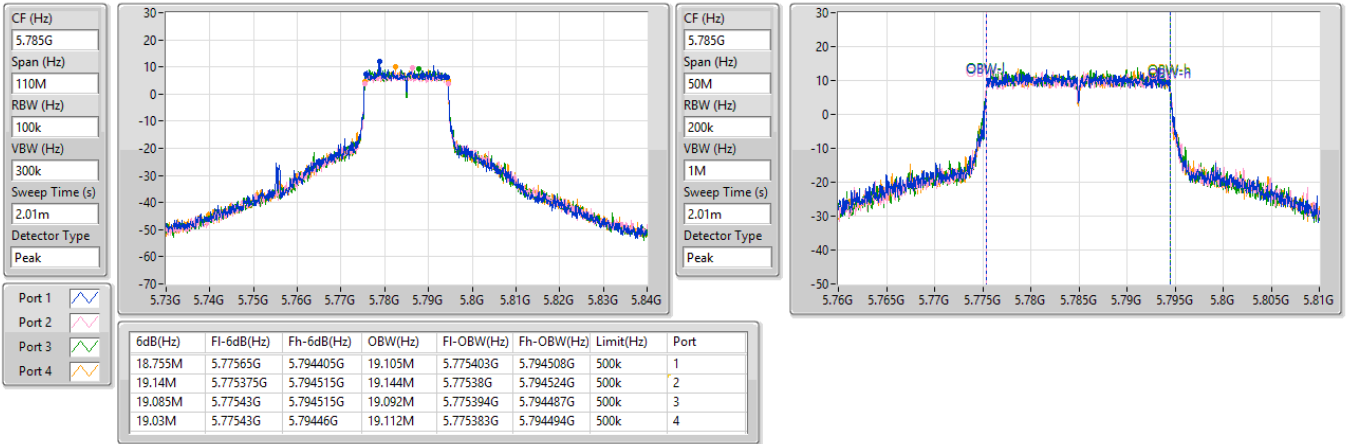 CF (Hz)
5.785G
Span (Hz)
110M
RBW (Hz)
100k
VBW (Hz)
300k
Sweep Time (s)
2.01m
Detector Type
Peak
30
20
10
0
-10
-20
-30
-40
-50
-60
-70
5.73G 5.74G 5.75G 5.76G 5.77G 5.78G 5.79G 5.8G 5.81G 5.82G 5.83G 5.84G
CF (Hz)
5.785G
Span (Hz)
50M
RBW (Hz)
200k
VBW (Hz)
1M
Sweep Time (s)
2.01m
Detector Type
Peak
30
20
10
0
-10
-20
-30
-40
-50
OBW-l OBW-h
5.76G 5.765G 5.77G 5.775G 5.78G 5.785G 5.79G 5.795G 5.8G 5.805G 5.81G
Port 1
Port 2
Port 3
Port 4
6dB(Hz) Fl-6dB(Hz) Fh-6dB(Hz) OBW(Hz) Fl-OBW(Hz) Fh-OBW(Hz) Limit(Hz) Port
18.755M 5.77565G 5.794405G 19.105M 5.775403G 5.794508G 500k 1
19.14M 5.775375G 5.794515G 19.144M 5.77538G 5.794524G 500k 2
19.085M 5.77543G 5.794515G 19.092M 5.775394G 5.794487G 500k 3
19.03M 5.77543G 5.79446G 19.112M 5.775383G 5.794494G 500k 4